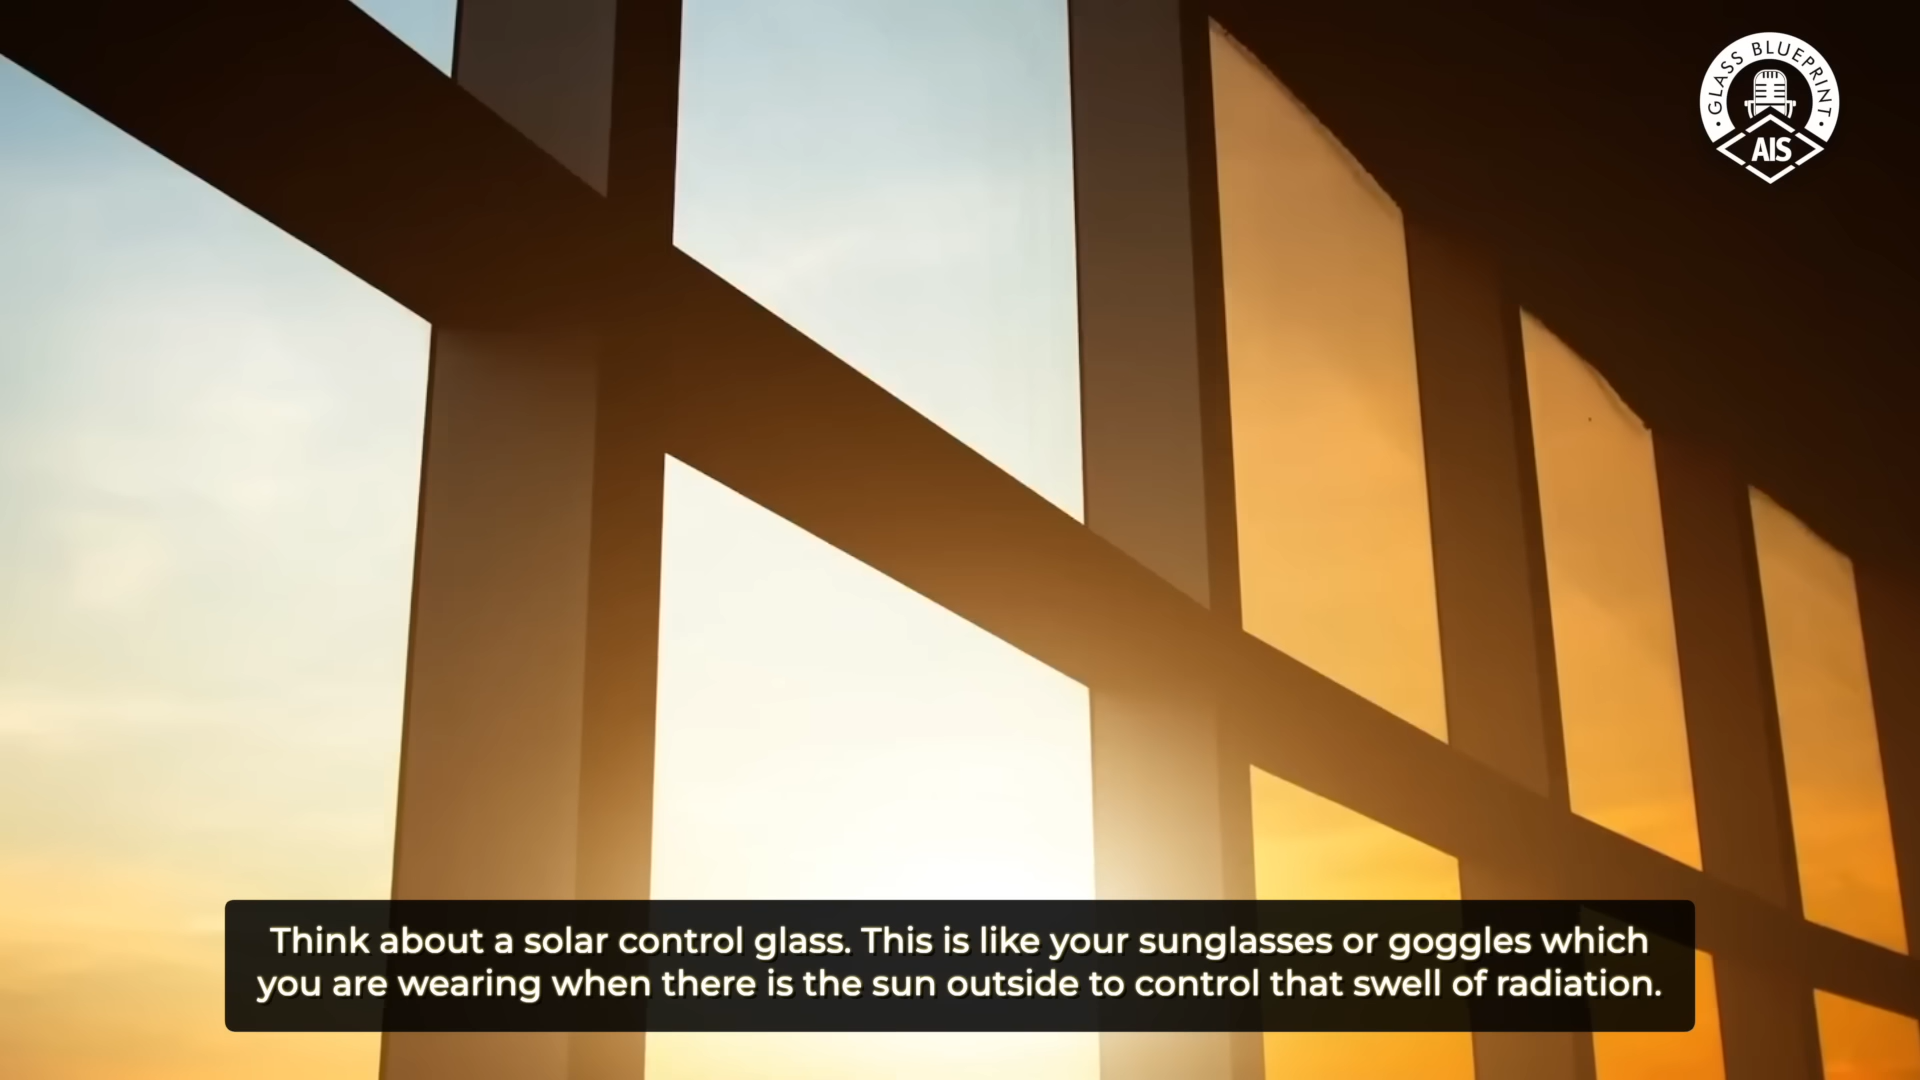 GLASS BLUEPRINT
AIS
Think about a solar control glass. This is like your sunglasses or goggles which
you are wearing when there is the sun outside to control that swell of radiation.